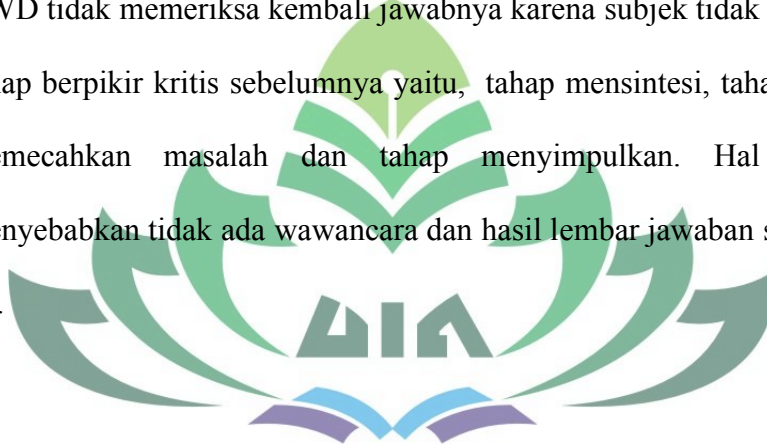 WD tidak memeriksa kembali jawabnya karena subjek tidak
ap berpikir kritis sebelumnya yaitu, tahap mensintesi, taha
emecahkan masalah dan tahap menyimpulkan. Hal
enyebabkan tidak ada wawancara dan hasil lembar jawaban s
.
UIN